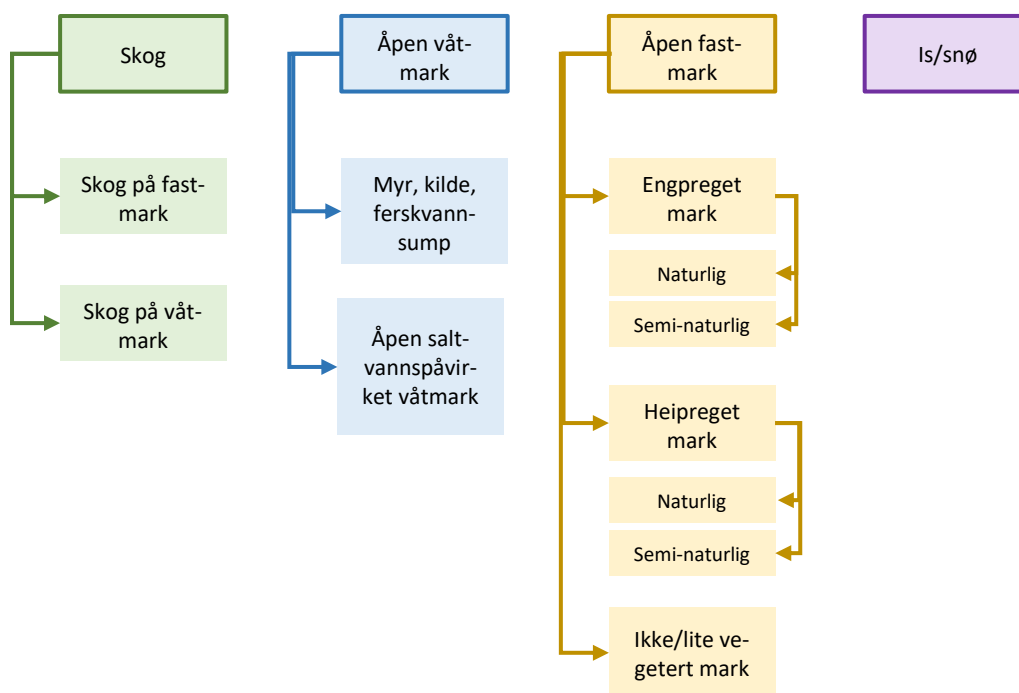 Skog
Skog på fast-
mark
Skog på våt-
mark
Åpen våt-
mark
Myr, kilde,
ferskvann-
sump
Åpen salt-
vannspåvir-
ket våtmark
Åpen fast-
mark
Engpreget
mark
Naturlig
Semi-naturlig
Heipreget
mark
Naturlig
Semi-naturlig
Ikke/lite ve-
getert mark
Is/snø